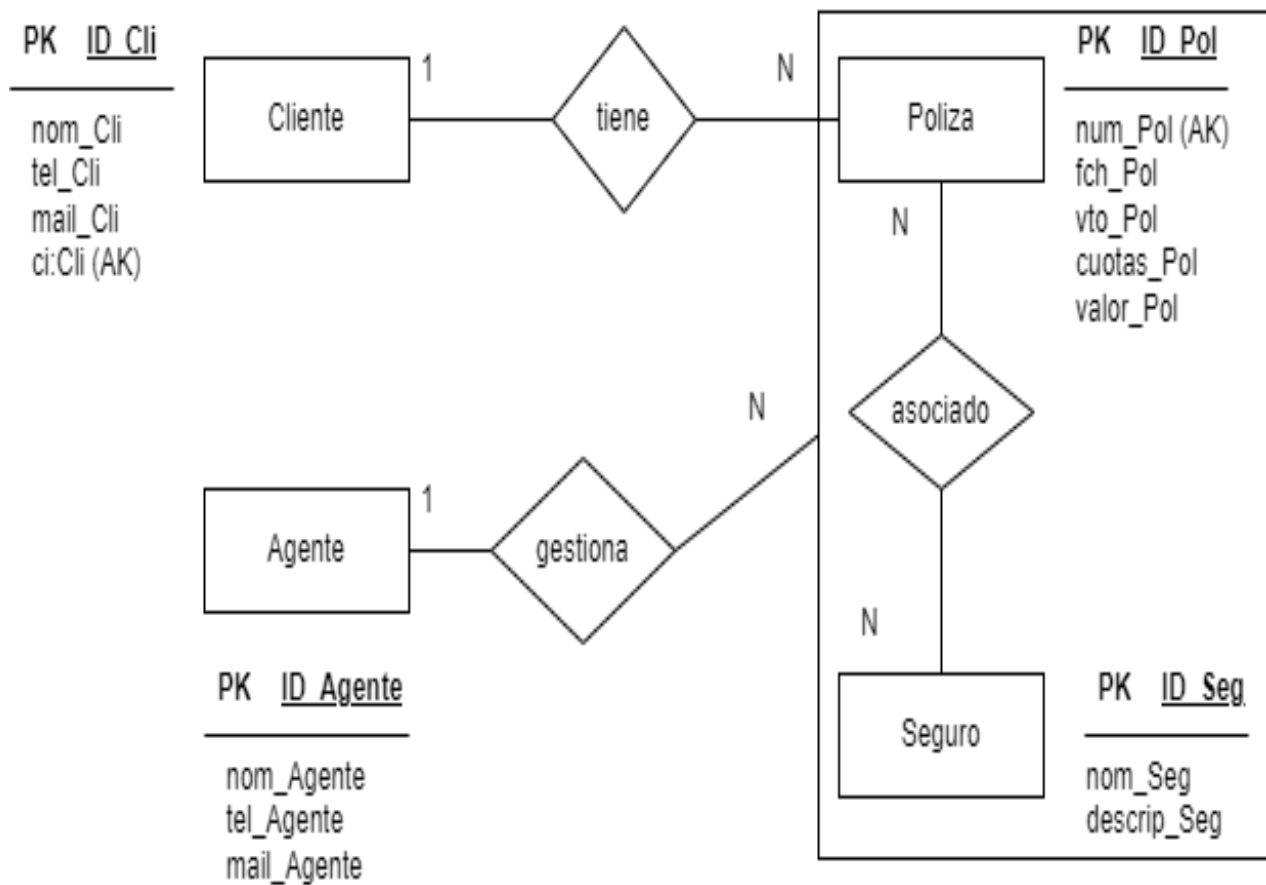 PK ID_Cli
nom_Cli
tel_Cli
mail_Cli
ci:Cli (AK)
Cliente
1
tiene
N
Poliza
PK ID_Pol
num_Pol (AK)
fch_Pol
vto_Pol
cuotas_Pol
valor_Pol
N
asociado
N
Seguro
PK ID_Seg
nom_Seg
descrip_Seg
Agente
1
gestiona
N
PK ID_Agente
nom_Agente
tel_Agente
mail_Agente